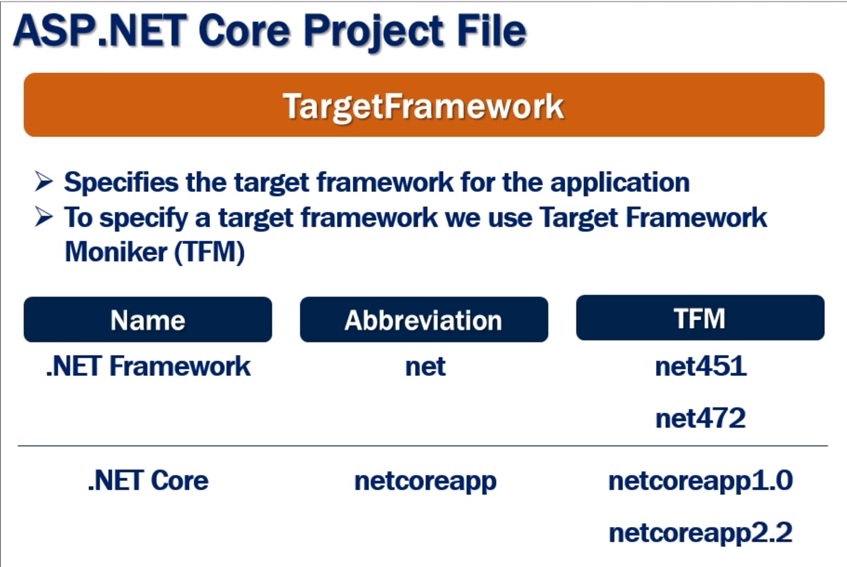 ASP.NET Core Project File
TargetFramework
Specifies the target framework for the application
To specify a target framework we use Target Framework
Moniker (TFM)
Name Abbreviation TFM
.NET Framework net net451
net472
.NET Core netcoreapp netcoreapp1.0
netcoreapp2.2